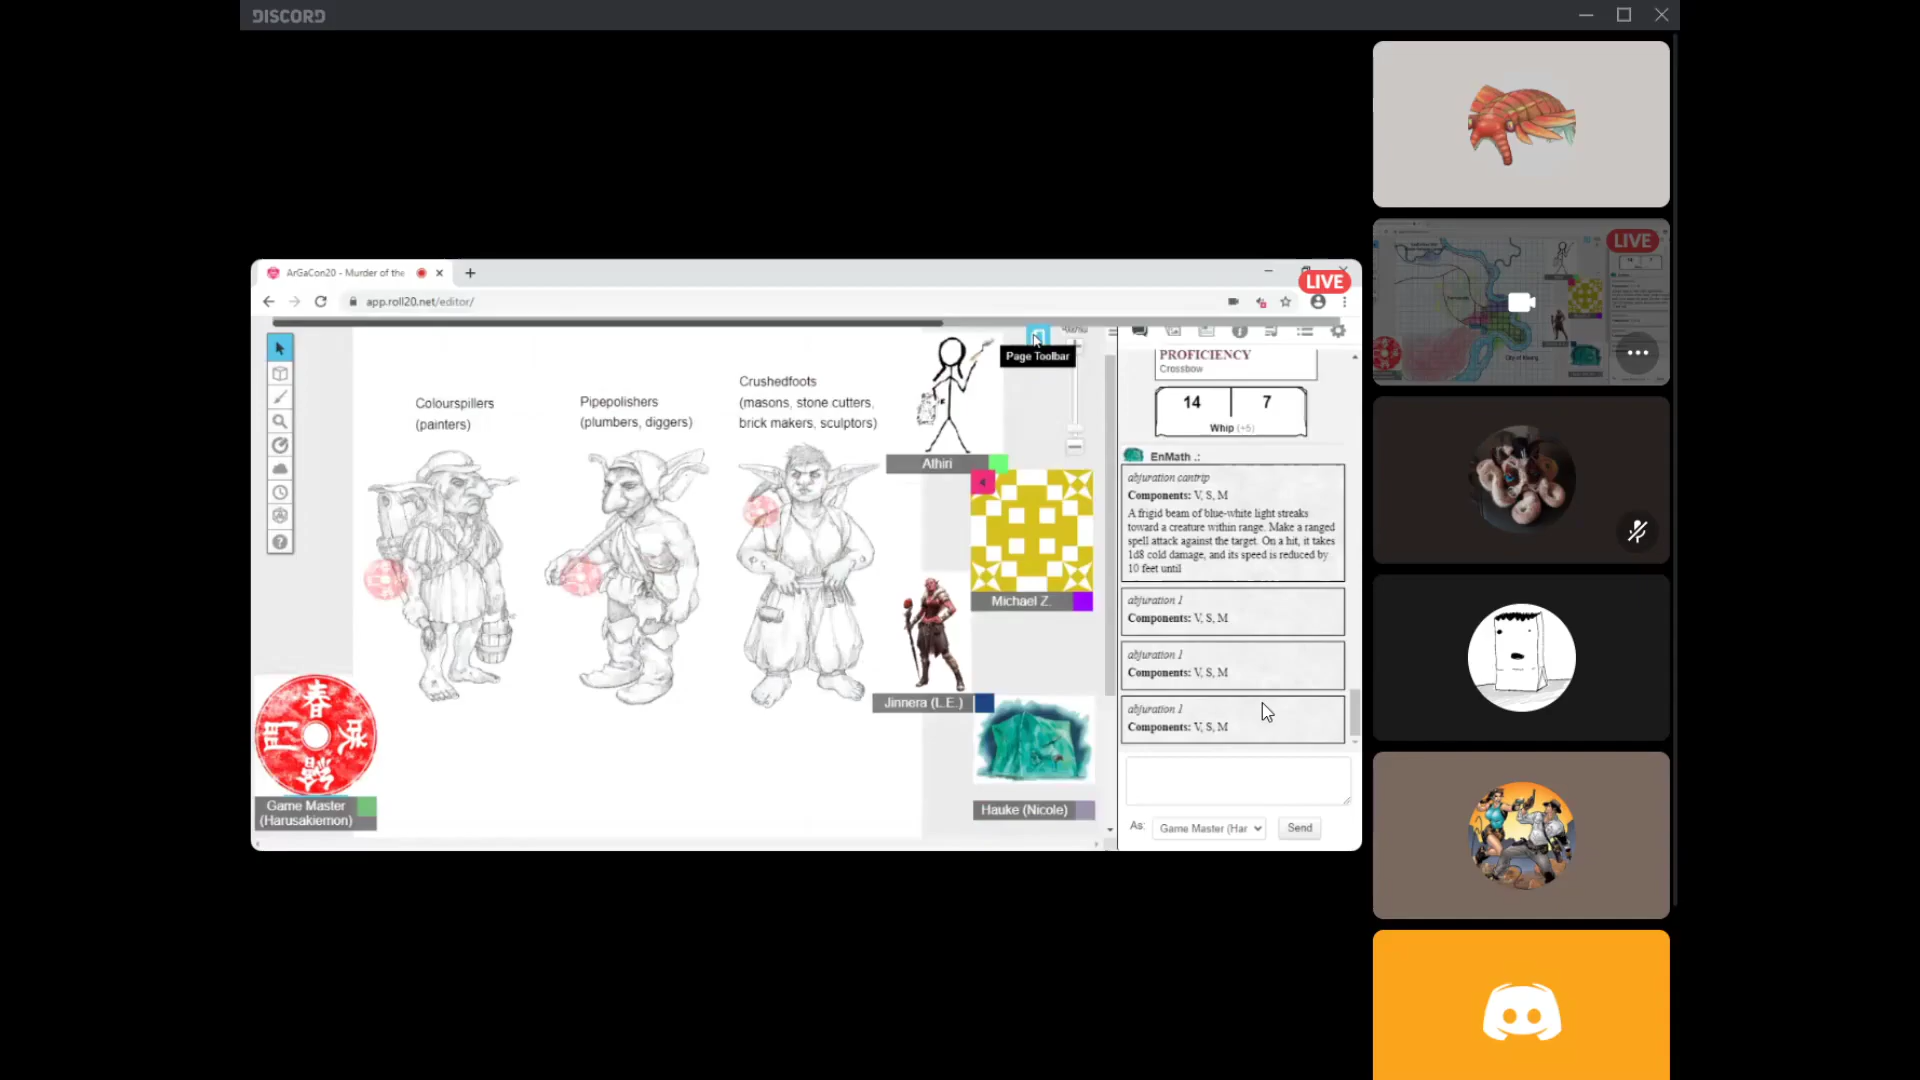 DISCORD
ArGaCon20 - Murder of the
app.roll20.net/editor/
LIVE
Page Toolbar
Colourspillers
(painters)
Pipepolishers
(plumbers, diggers)
Crushedfoots
(masons, stone cutters,
brick makers, sculptors)
Athiri
4
Michael Z.
Jinnera (L.E.)
Hauke (Nicole)
春
Game Master
(Harusakiemon)
PROFICIENCY
Crossbow
14
7
Whip (+5)
EnMath .:
abjuration cantrip
Components: V, S, M
A frigid beam of blue-white light streaks
toward a creature within range. Make a ranged
spell attack against the target. On a hit, it takes
1d8 cold damage, and its speed is reduced by
10 feet until
abjuration 1
Components: V, S, M
abjuration 1
Components: V, S, M
abjuration 1
Components: V, S, M
As:
Game Master (Har
Send
LIVE